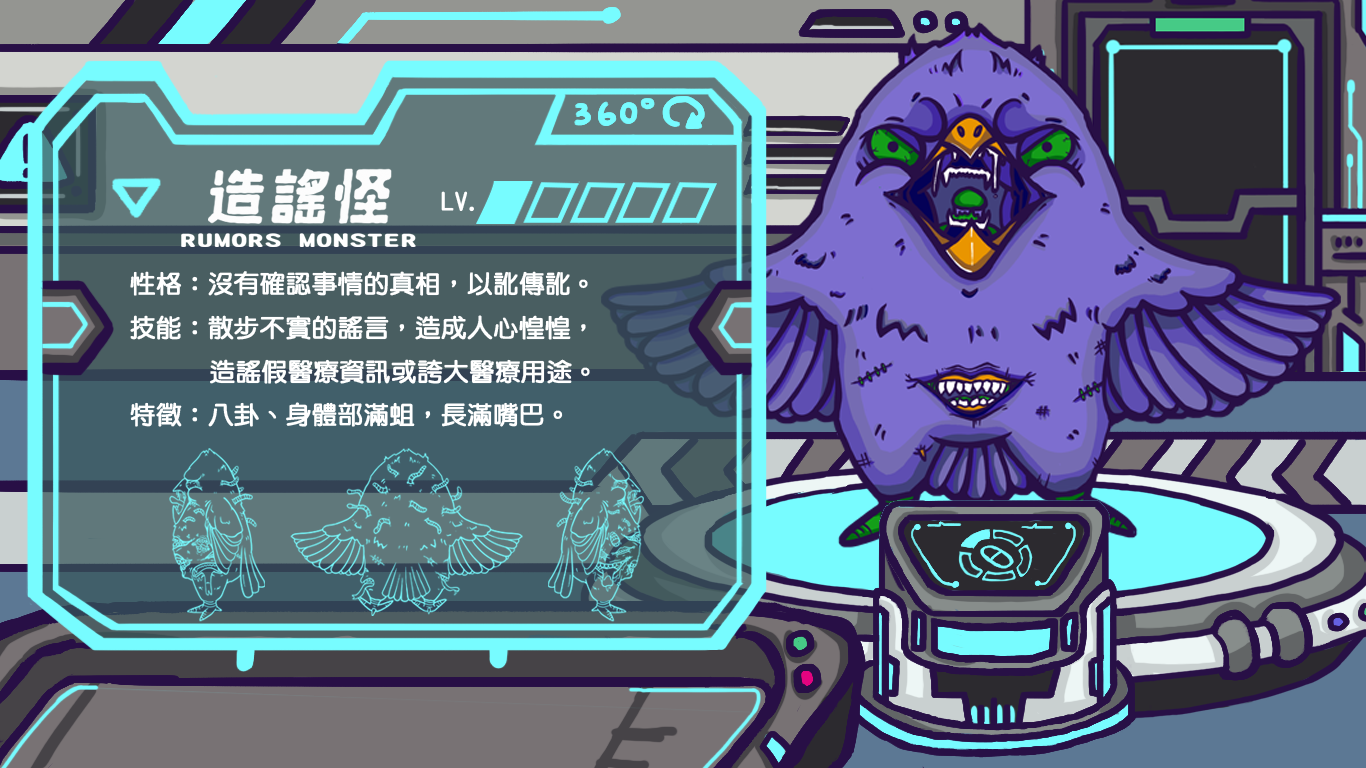 360°
造謠怪
LV.
RUMORS MONSTER
性格：沒有確認事情的真相，以訛傳訛。
技能：散步不實的謠言，造成人心惶惶，
造謠假醫療資訊或誇大醫療用途。
特徵：八卦、身體部滿蛆，長滿嘴巴。